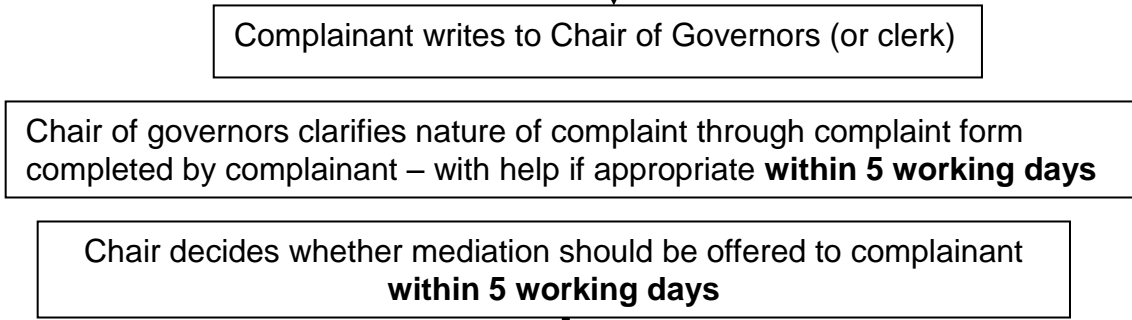 Complainant writes to Chair of Governors (or clerk)
Chair of governors clarifies nature of complaint through complaint form
completed by complainant – with help if appropriate within 5 working days
Chair decides whether mediation should be offered to complainant
within 5 working days